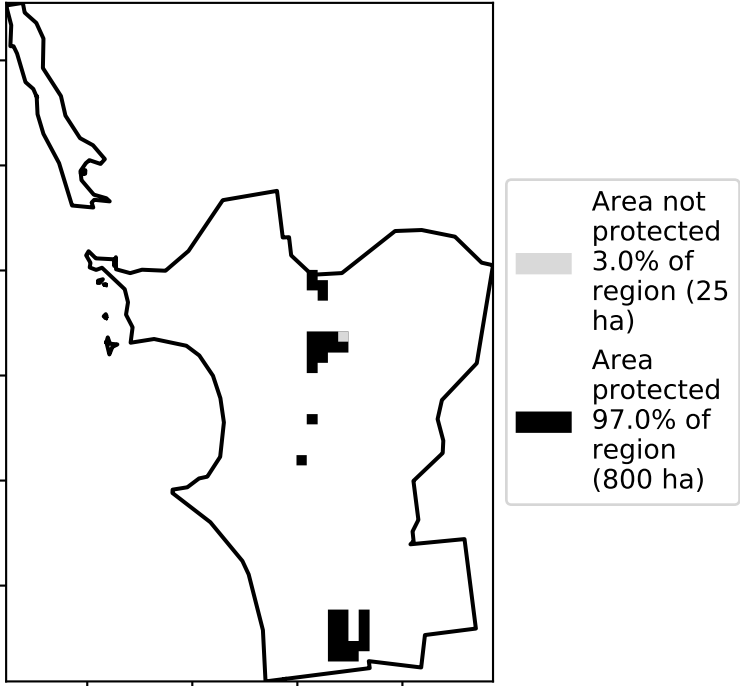 Area not
protected
3.0% of
region (25
ha)
Area
protected
97.0% of
region
(800 ha)